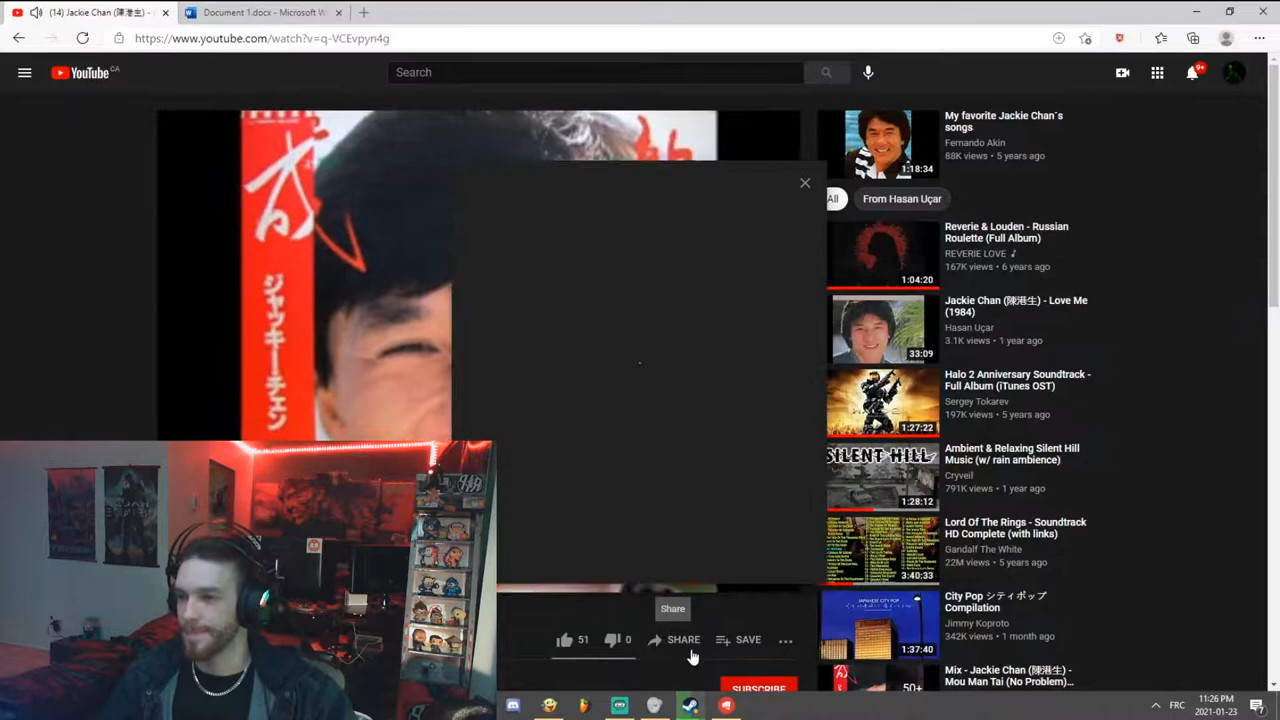 (14) Jackie Chan (陳港生) -
Document 1.docx - Microsoft W
https://www.youtube.com/watch?v=q-VCEvpyn4g
YouTube CA
Search
9+
ジャッキーチェン
1:18:34
My favorite Jackie Chan´s
songs
Fernando Akin
88K views • 5 years ago
All
From Hasan Uçar
1:04:20
Reverie & Louden - Russian
Roulette (Full Album)
REVERIE LOVE
167K views • 6 years ago
33:09
Jackie Chan (陳港生) - Love Me
(1984)
Hasan Uçar
3.1K views • 1 year ago
1:27:22
Halo 2 Anniversary Soundtrack -
Full Album (iTunes OST)
Sergey Tokarev
197K views • 5 years ago
SILENT HILL
1:28:12
Ambient & Relaxing Silent Hill
Music (w/ rain ambience)
Cryveil
791K views • 1 year ago
3:40:33
Lord Of The Rings - Soundtrack
HD Complete (with links)
Gandalf The White
22M views • 5 years ago
JAPANESE CITY POP
1:37:40
City Pop シティポップ
Compilation
Jimmy Koproto
342K views • 1 month ago
50+
Mix - Jackie Chan (陳港生) -
Mou Man Tai (No Problem)...
Share
51
0
SHARE
SAVE
SUBSCRIBE
FRC
11:26 PM
2021-01-23
7